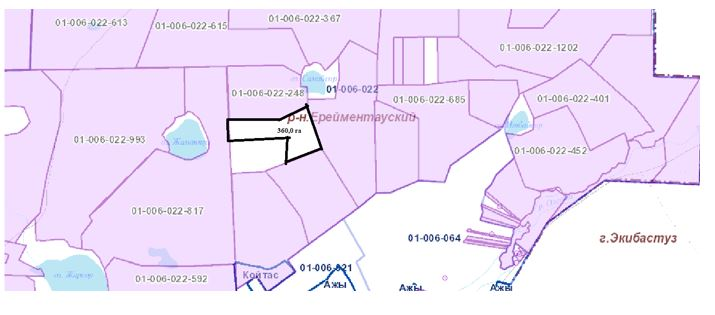 01-006-022-613
01-006-022-615
01-006-022-367
01-006-022-1202
01-006-022-248
01-006-022
01-006-022-685
01-006-022-401
р-н.Ерейментауский
360,0 га
01-006-022-993
01-006-022-452
01-006-022-817
01-006-064
г.Экибастуз
01-006-022-592
Койтас
01-006-021
Ажы
Ажы
Ажы